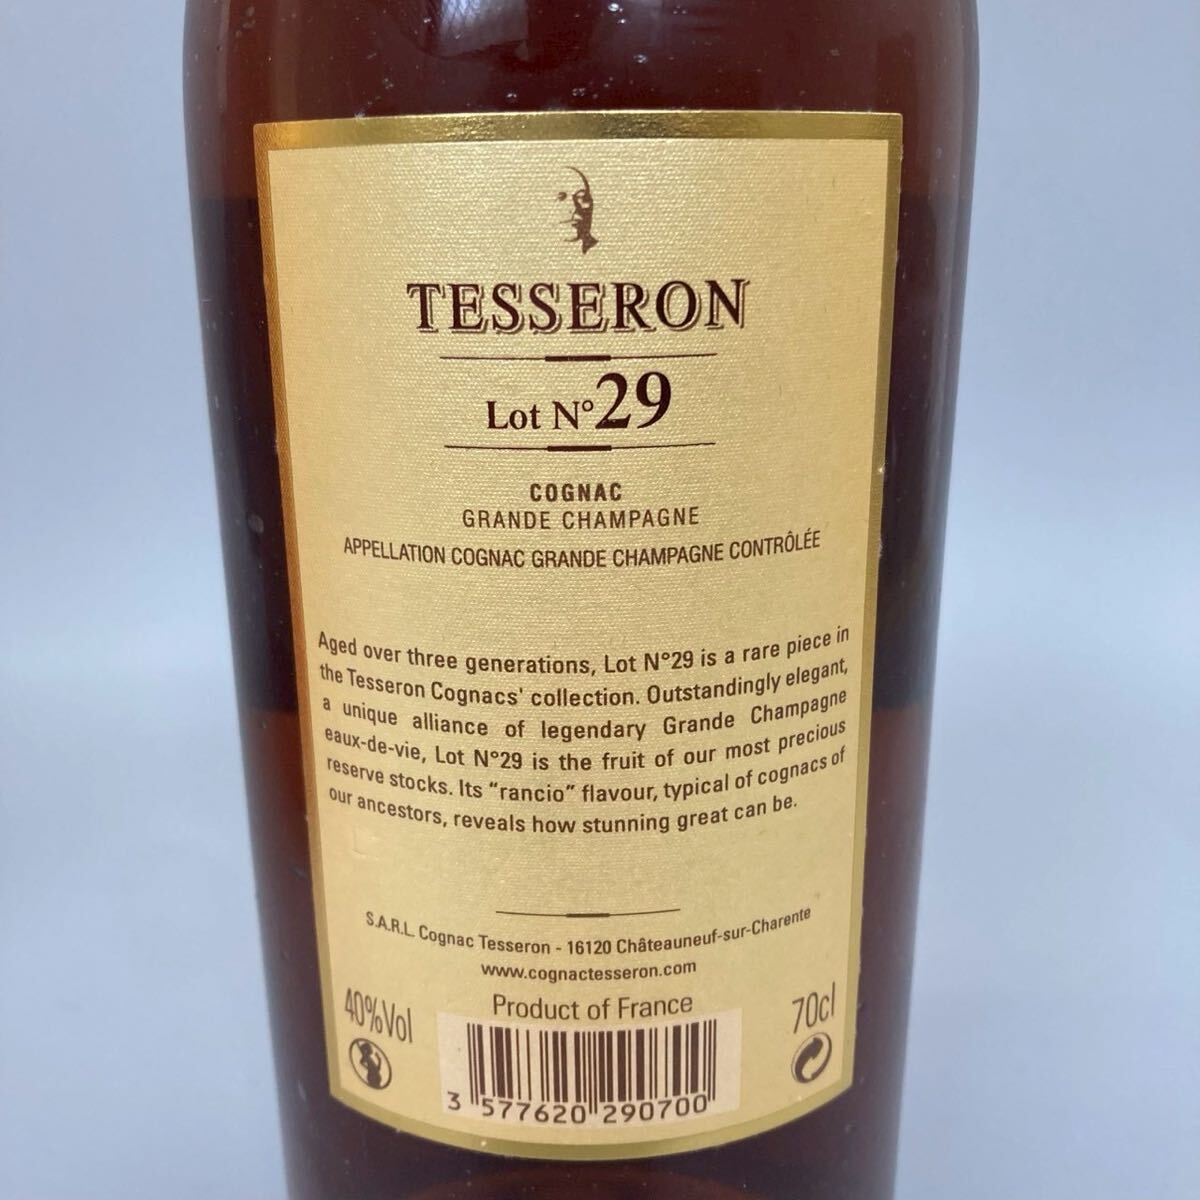 TESSERON
Lot N°29
COGNAC
GRANDE CHAMPAGNE
APPELLATION COGNAC GRANDE CHAMPAGNE CONTRÔLÉE
Aged over three generations, Lot N°29 is a rare piece in
the Tesseron Cognacs' collection. Outstandingly elegant,
a unique alliance of legendary Grande Champagne
eaux-de-vie, Lot N°29 is the fruit of our most precious
reserve stocks. Its “rancio” flavour, typical of cognacs of
our ancestors, reveals how stunning great can be.
S.A.R.L. Cognac Tesseron - 16120 Châteauneuf-sur-Charente
www.cognactesseron.com
Product of France
40%Vol
70cl
3 577620 290700